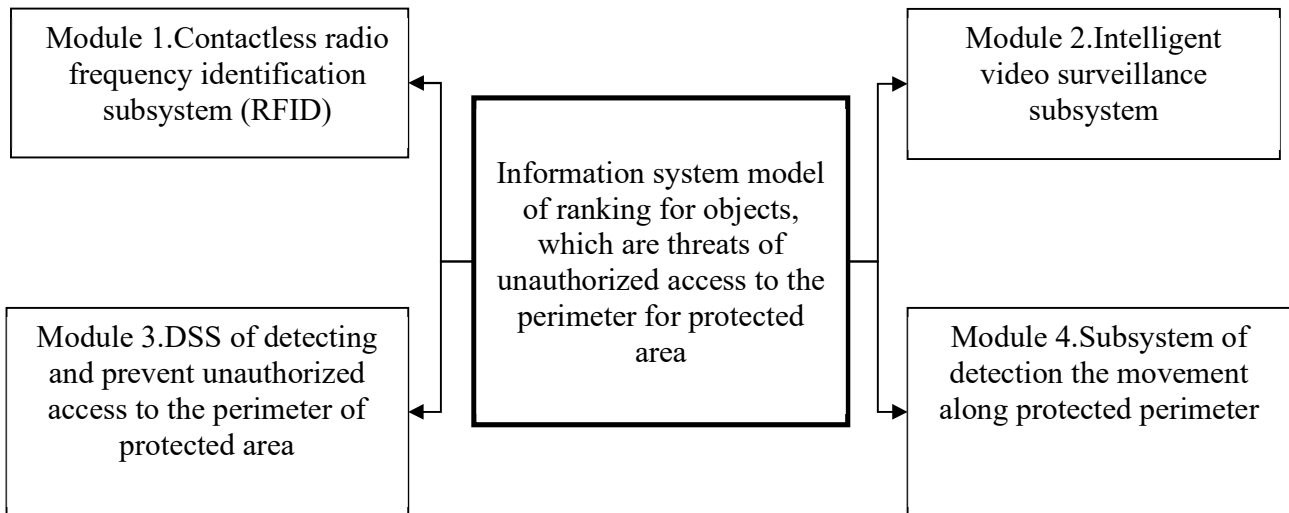 Module 1.Contactless radio
frequency identification
subsystem (RFID)
Module 2.Intelligent
video surveillance
subsystem
Information system model
of ranking for objects,
which are threats of
unauthorized access to the
perimeter for protected
area
Module 3.DSS of detecting
and prevent unauthorized
access to the perimeter of
protected area
Module 4.Subsystem of
detection the movement
along protected perimeter